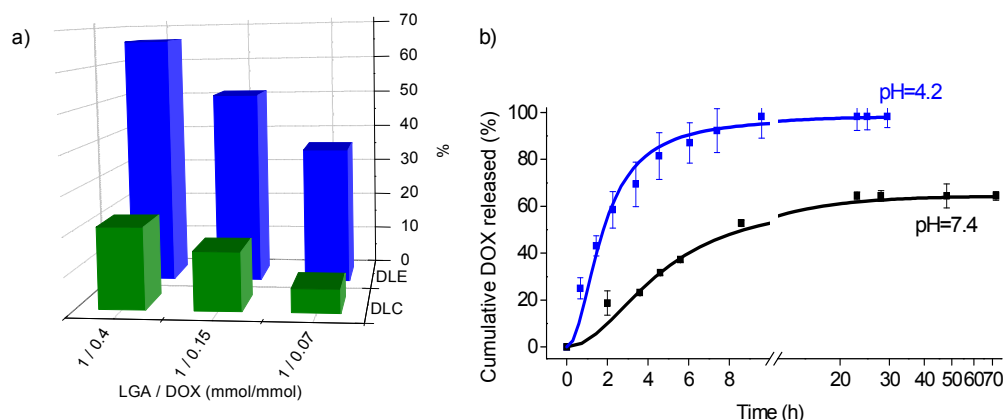 a)
70
60
50
40
30
20
10
0
%
DLE
DLC
1 / 0.4
1 / 0.15
1 / 0.07
LGA / DOX (mmol/mmol)
b)
Cumulative DOX released (%)
100
80
60
40
20
0
pH=4.2
pH=7.4
0 2 4 6 8 20 30 40 50 60 70
Time (h)